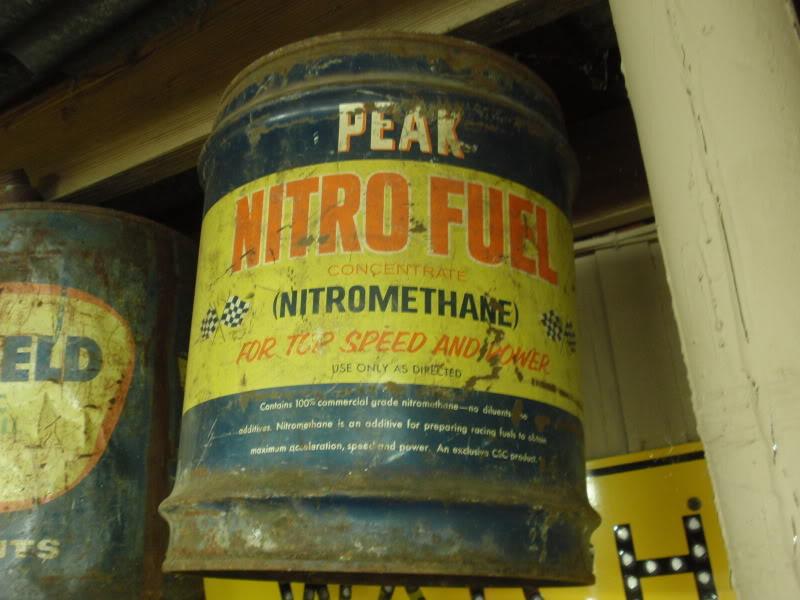 PEAK
NITRO FUEL
CONCENTRATE
(NITROMETHANE)
FOR TOP SPEED AND POWER
USE ONLY AS DIRECTED
Contains 100% commercial grade nitromethane—no diluents no
additives. Nitromethane is an additive for preparing racing fuels to obtain
maximum acceleration, speed and power. An exclusive CSC product.
ELD